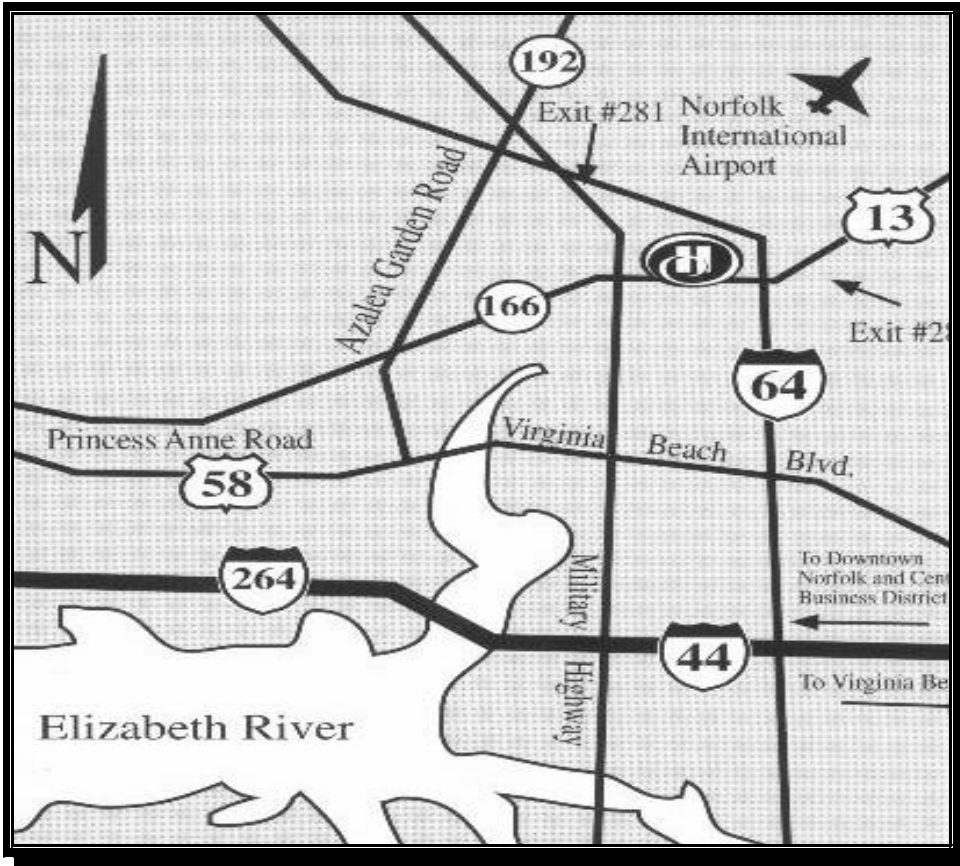 192
Exit #281
Norfolk
International
Airport
13
N
Azalea Garden Road
H
166
Exit #28
64
Princess Anne Road
Virginia Beach Blvd.
58
To Downtown
Norfolk and Cent
Business District
264
Military Highway
44
To Virginia Be
Elizabeth River